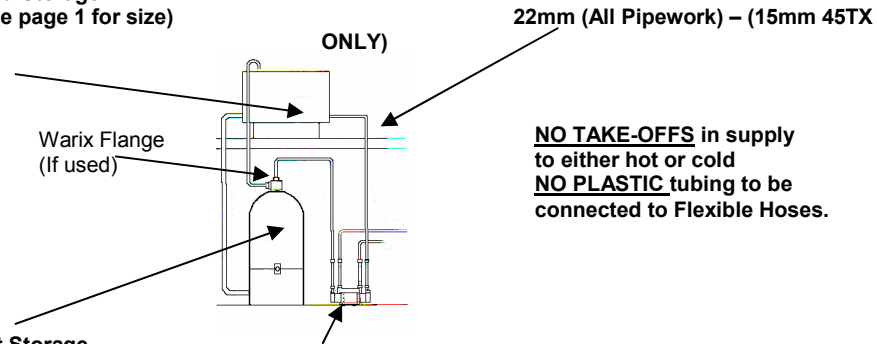 e page 1 for size)
22mm (All Pipework) – (15mm 45TX
ONLY)
Warix Flange
(If used)
NO TAKE-OFFS in supply
to either hot or cold
NO PLASTIC tubing to be
connected to Flexible Hoses.
t Storage